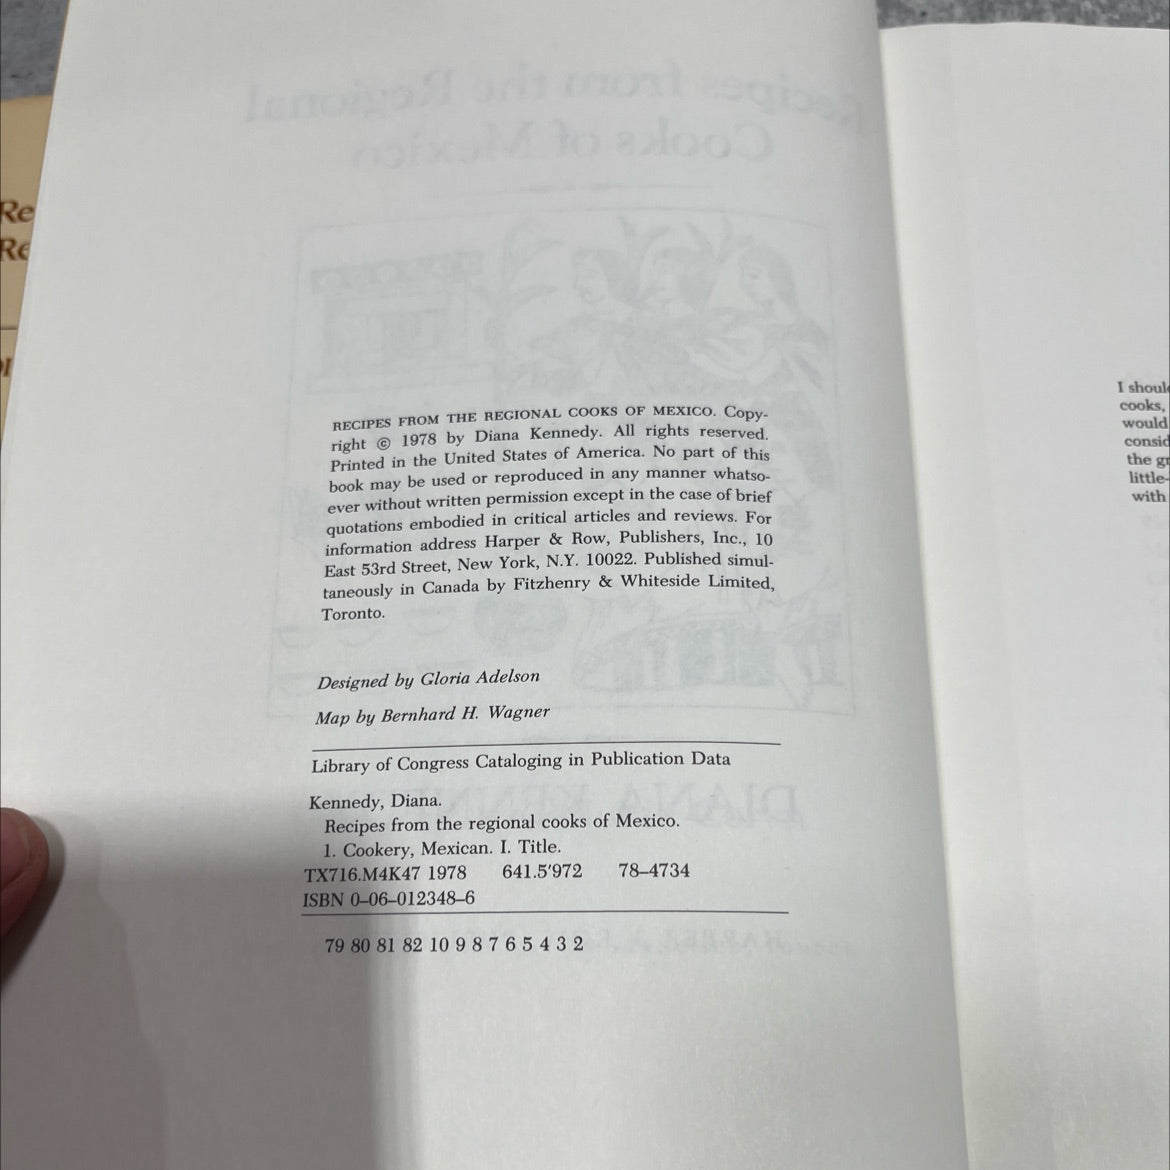 RECIPES FROM THE REGIONAL COOKS OF MEXICO. Copy-
right © 1978 by Diana Kennedy. All rights reserved.
Printed in the United States of America. No part of this
book may be used or reproduced in any manner whatso-
ever without written permission except in the case of brief
quotations embodied in critical articles and reviews. For
information address Harper & Row, Publishers, Inc., 10
East 53rd Street, New York, N.Y. 10022. Published simul-
taneously in Canada by Fitzhenry & Whiteside Limited,
Toronto.
Designed by Gloria Adelson
Map by Bernhard H. Wagner
Library of Congress Cataloging in Publication Data
Kennedy, Diana.
Recipes from the regional cooks of Mexico.
1. Cookery, Mexican. I. Title.
TX716.M4K47 1978 641.5'972 78–4734
ISBN 0–06–012348–6
79 80 81 82 10 9 8 7 6 5 4 3 2
Re
Re
I
cooks,
would
the
little-
with